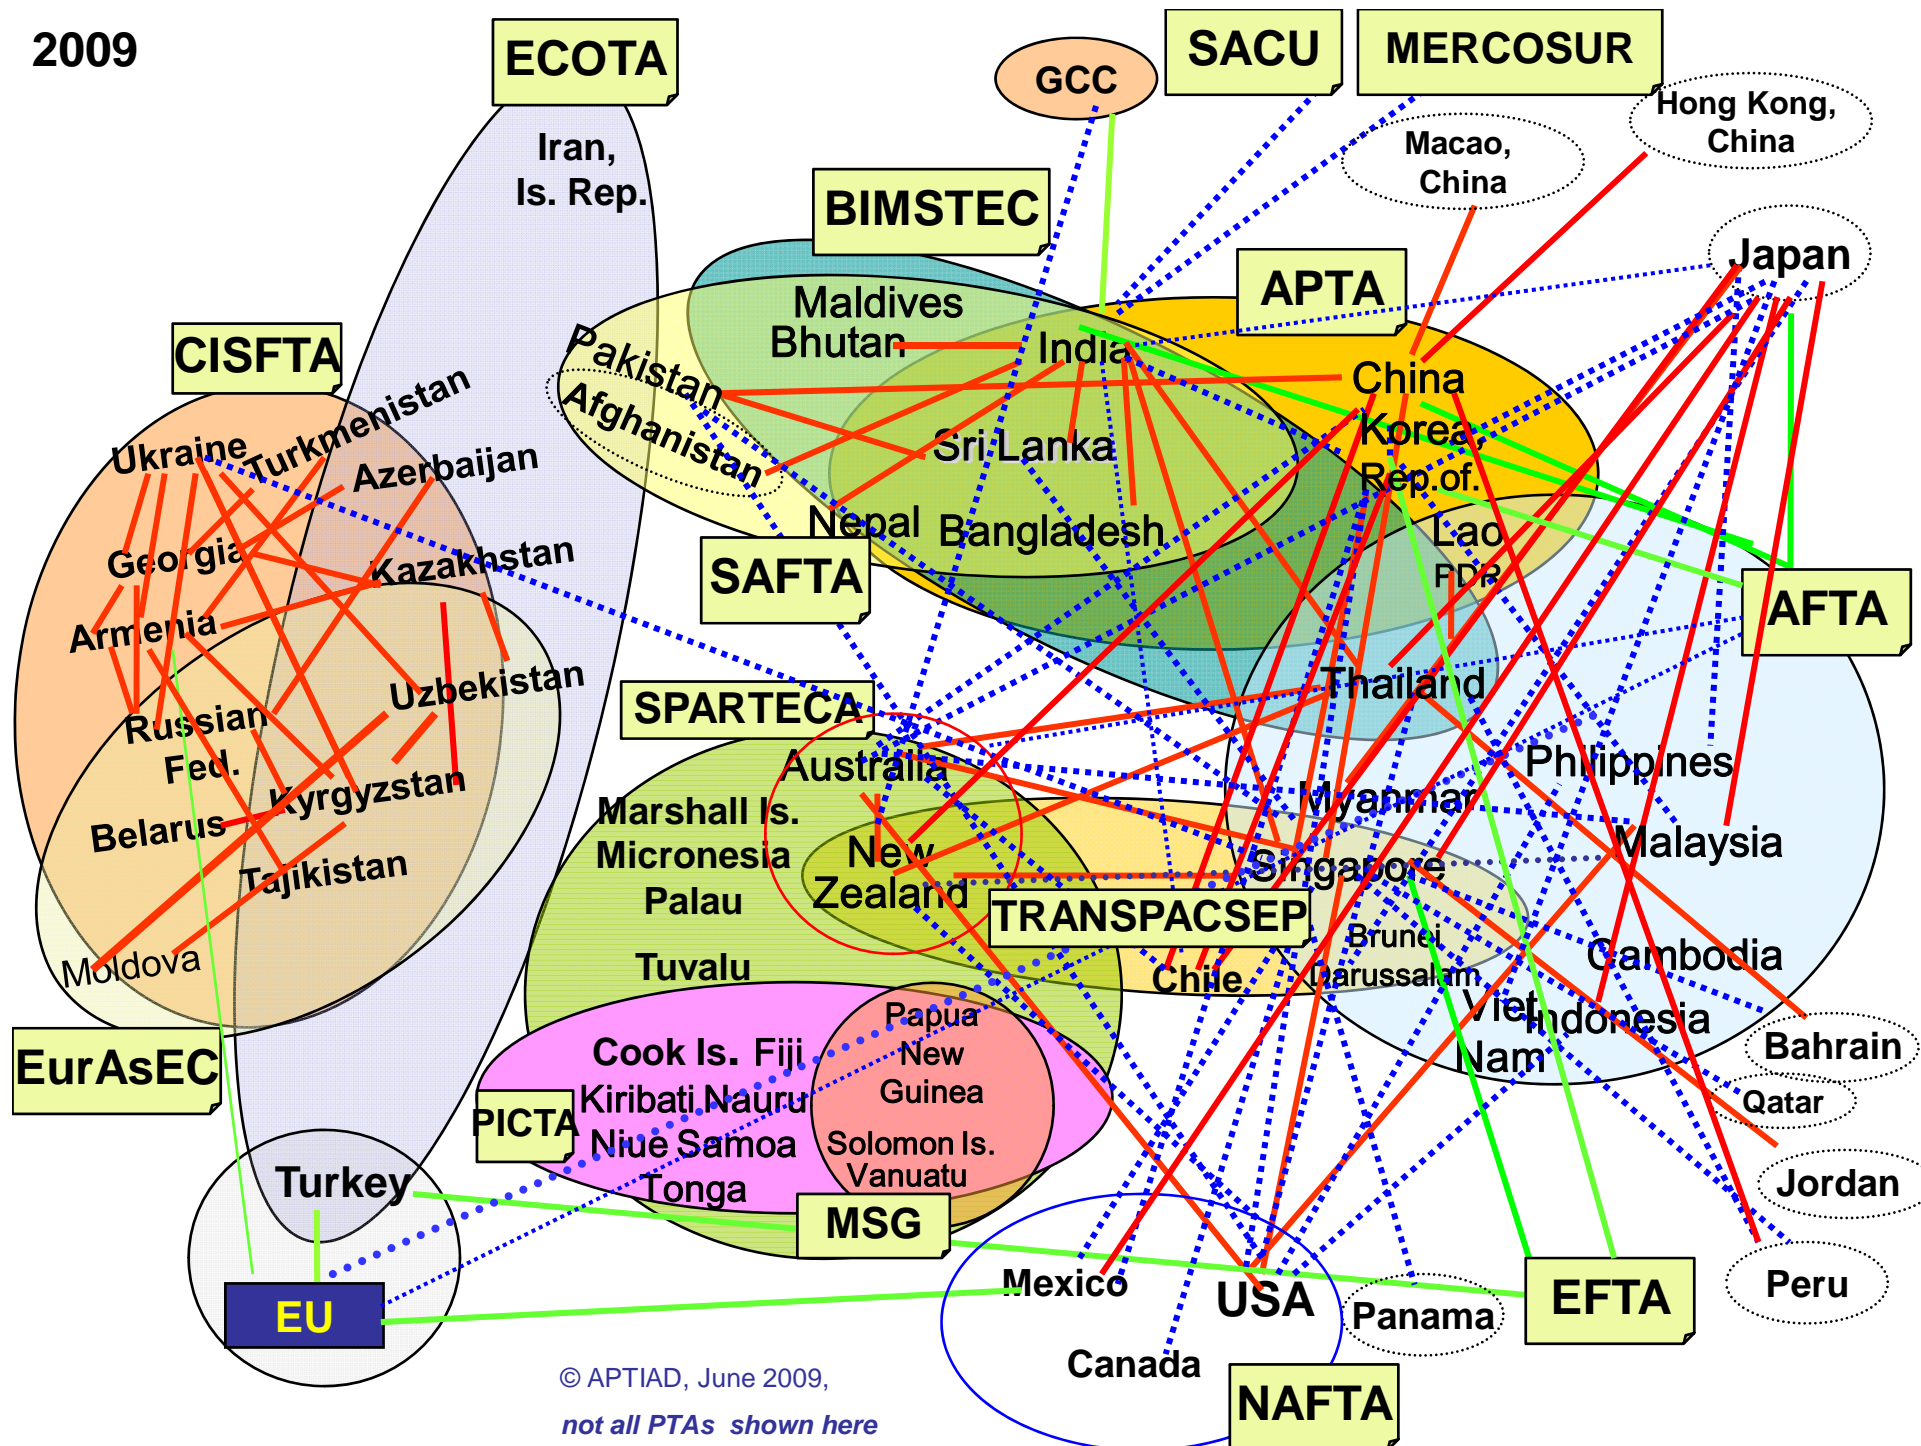 2009
ECOTA
SACU
MERCOSUR
GCC
Hong Kong,
China
Macao,
China
Iran,
Is. Rep.
BIMSTEC
Japan
APTA
Maldives
Bhutan
India
Pakistan
Afghanistan
China
Korea,
Rep.of.
Sri Lanka
Nepal
Bangladesh
Lao
PDR
CISFTA
Ukraine
Turkmenistan
Azerbaijan
Georgia
Kazakhstan
Armenia
Uzbekistan
Russian
Fed.
Kyrgyzstan
Belarus
Tajikistan
Moldova
EurAsEC
SAFTA
AFTA
SPARTECA
Thailand
Australia
Philippines
Marshall Is.
Micronesia
Palau
Tuvalu
New
Zealand
Myanmar
Malaysia
Singapore
TRANSPACSEP
Brunei
Darussalam
Chile
Cambodia
Viet
Nam
Indonesia
Papua
New
Guinea
Cook Is. Fiji
Kiribati Nauru
Niue Samoa
Tonga
Solomon Is.
Vanuatu
PICTA
MSG
Bahrain
Qatar
Jordan
Peru
Turkey
EU
Mexico
USA
Canada
Panama
EFTA
NAFTA
© APTIAD, June 2009,
not all PTAs shown here